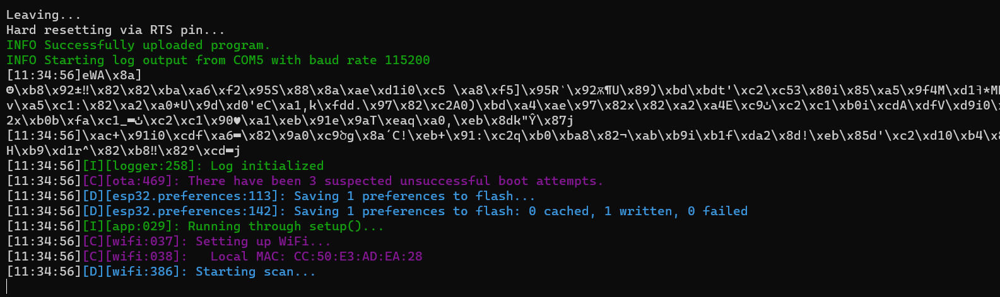 Leaving...
Hard resetting via RTS pin...
INFO Successfully uploaded program.
INFO Starting log output from COM5 with baud rate 115200
[11:34:56]eWA\x8a]
☻\xb8\x92±‼\x82\x82\xba\xa6\xf2\x95S\x88\x8a\xae\xd1i0\xc5 \xa8\xf5]\x95R \x92 ¶U\x89)\xbd\xbdt'\xc2\xc53\x80i\x85\xa5\x9f4M\xd1
v\xa5\xc1:\x82\xa2\xa0*U\x9d\xd0'eC\xa1,k\xfdd.\x97\x82\xc2A0)\xbd\xa4\xae\x97\x82x\x82\xa2\xa4E\xc9 \xc2\xc1\xb0i\xcdA\xdfV\xd9i0\x
2x\xb0b\xfa\xc1_▬ \xc2\xc1\x90♥\xa1\xeb\x91e\x9aT\xeaq\xa0,\xeb\x8dk"Ŷ\x87j
[11:34:56]\xac+\x91i0\xcdf\xa6▬\x82\x9a0\xc9 g\x8a´C!\xeb+\x91:\xc2q\xb0\xba8\x82¬\xab\xb9i\xb1f\xda2\x8d!\xeb\x85d'\xc2\xd10\xb4\x8
H\xb9\xd1r^\x82\xb8‼\x82°\xcd▬j
[11:34:56][I][logger:258]: Log initialized
[11:34:56][C][ota:469]: There have been 3 suspected unsuccessful boot attempts.
[11:34:56][D][esp32.preferences:113]: Saving 1 preferences to flash...
[11:34:56][D][esp32.preferences:142]: Saving 1 preferences to flash: 0 cached, 1 written, 0 failed
[11:34:56][I][app:029]: Running through setup()...
[11:34:56][C][wifi:037]: Setting up WiFi...
[11:34:56][C][wifi:038]:   Local MAC: CC:50:E3:AD:EA:28
[11:34:56][D][wifi:386]: Starting scan...